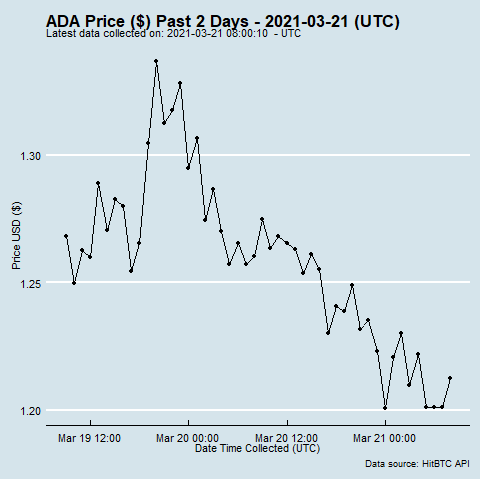 ADA Price ($) Past 2 Days - 2021-03-21 (UTC)
Latest data collected on: 2021-03-21 08:00:10 - UTC
1.30
Price USD ($)
1.25
1.20
Mar 19 12:00 Mar 20 00:00 Mar 20 12:00 Mar 21 00:00
Date Time Collected (UTC)
Data source: HitBTC API